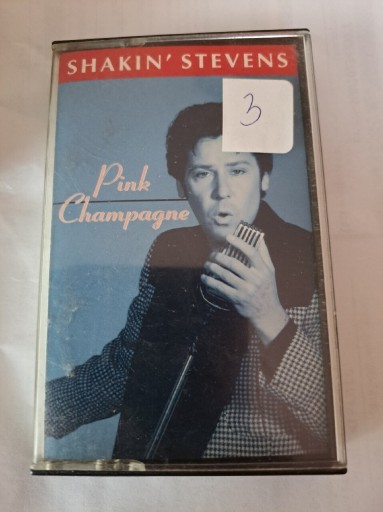 SHAKIN' STEVENS
3
Pink
Champagne